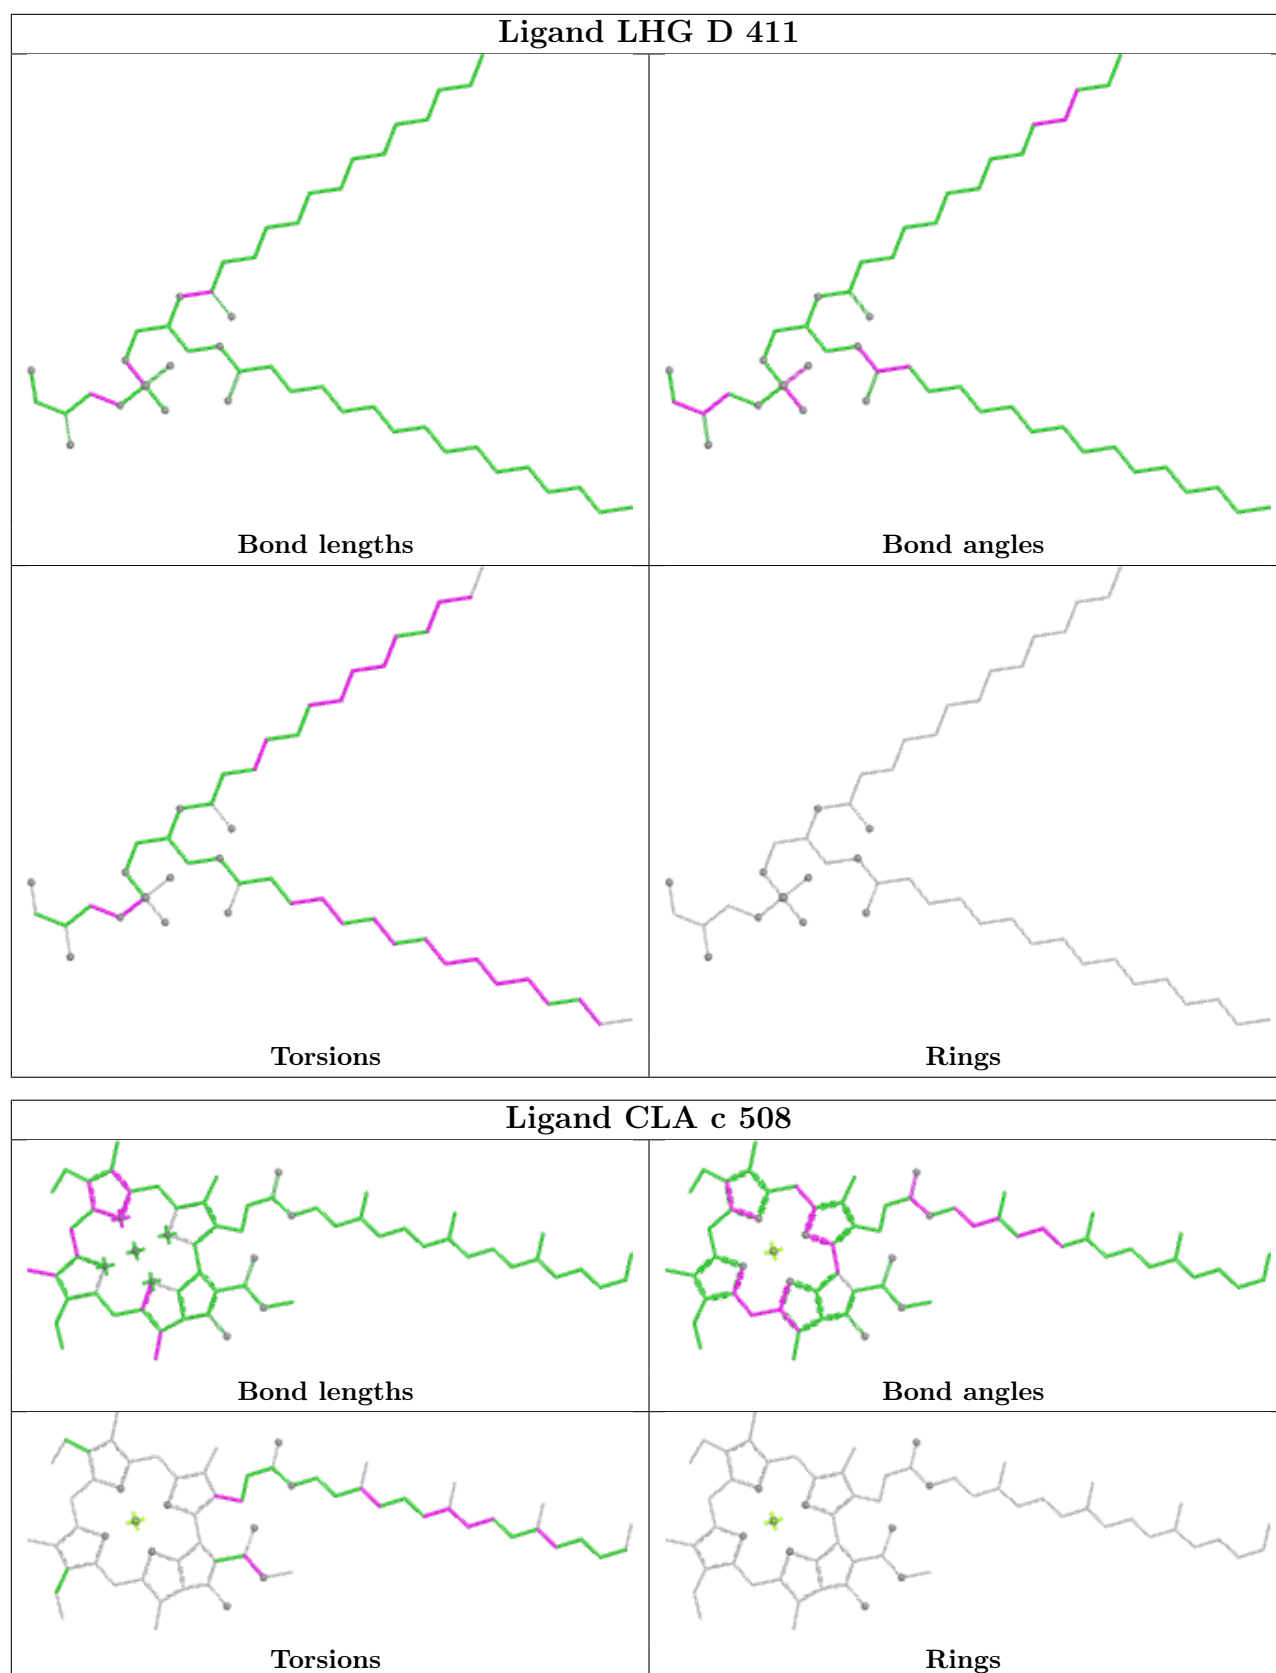 Ligand LHG D 411
Bond lengths
Bond angles
Torsions
Rings
Ligand CLA c 508
Bond lengths
Bond angles
Torsions
Rings